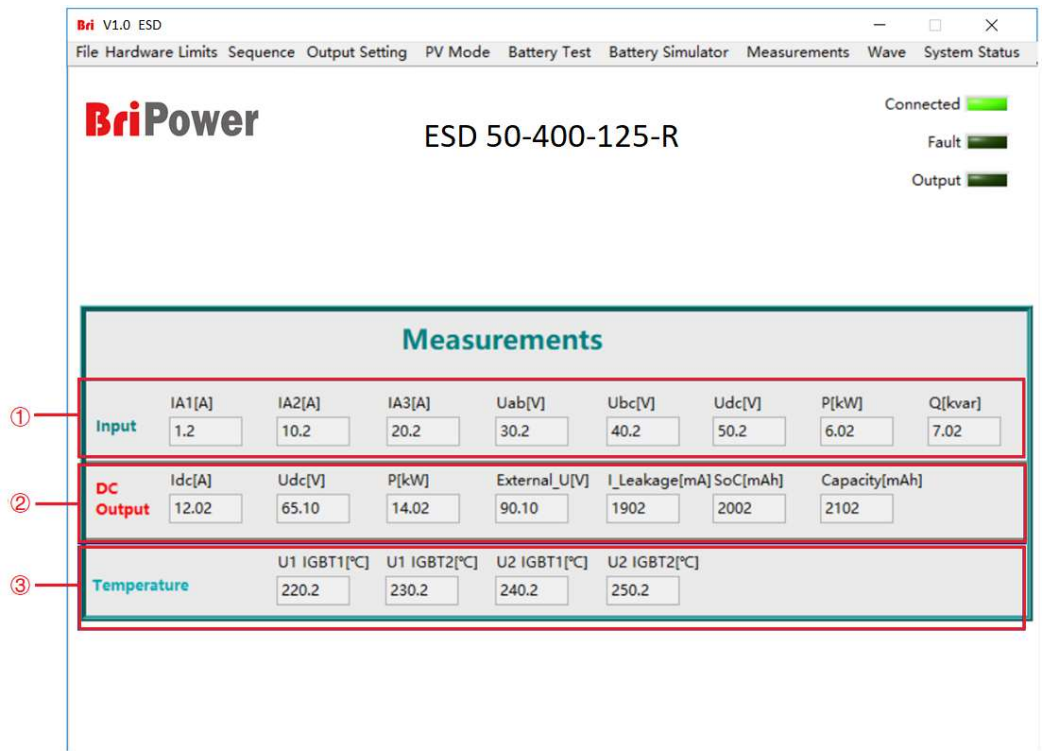 Bri V1.0 ESD
File Hardware Limits Sequence Output Setting PV Mode Battery Test Battery Simulator Measurements Wave System Status
BriPower
ESD 50-400-125-R
Connected
Fault
Output
Measurements
① Input
IA1[A] IA2[A] IA3[A] Uab[V] Ubc[V] Udc[V] P[kW] Q[kvar]
1.2 10.2 20.2 30.2 40.2 50.2 6.02 7.02
② DC Output
Idc[A] Udc[V] P[kW] External_U[V] I_Leakage[mA] SoC[mAh] Capacity[mAh]
12.02 65.10 14.02 90.10 1902 2002 2102
③ Temperature
U1 IGBT1[℃] U1 IGBT2[℃] U2 IGBT1[℃] U2 IGBT2[℃]
220.2 230.2 240.2 250.2